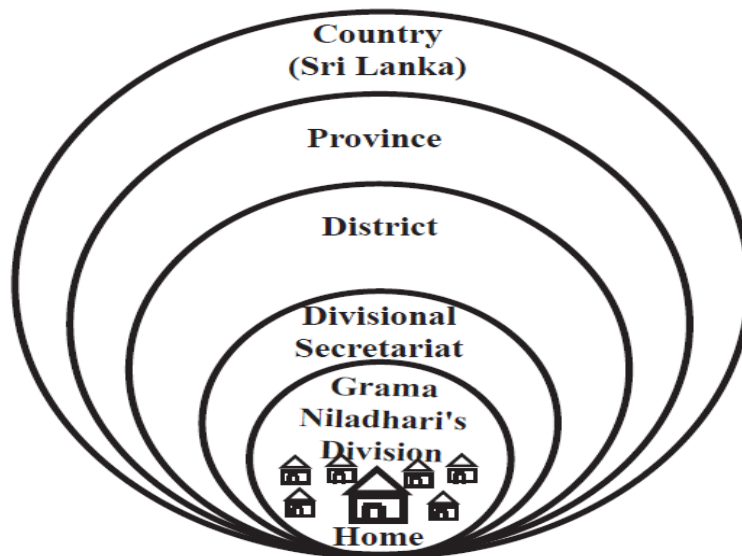 Country
(Sri Lanka)
Province
District
Divisional
Secretariat
Grama
Niladhari's
Division
Home